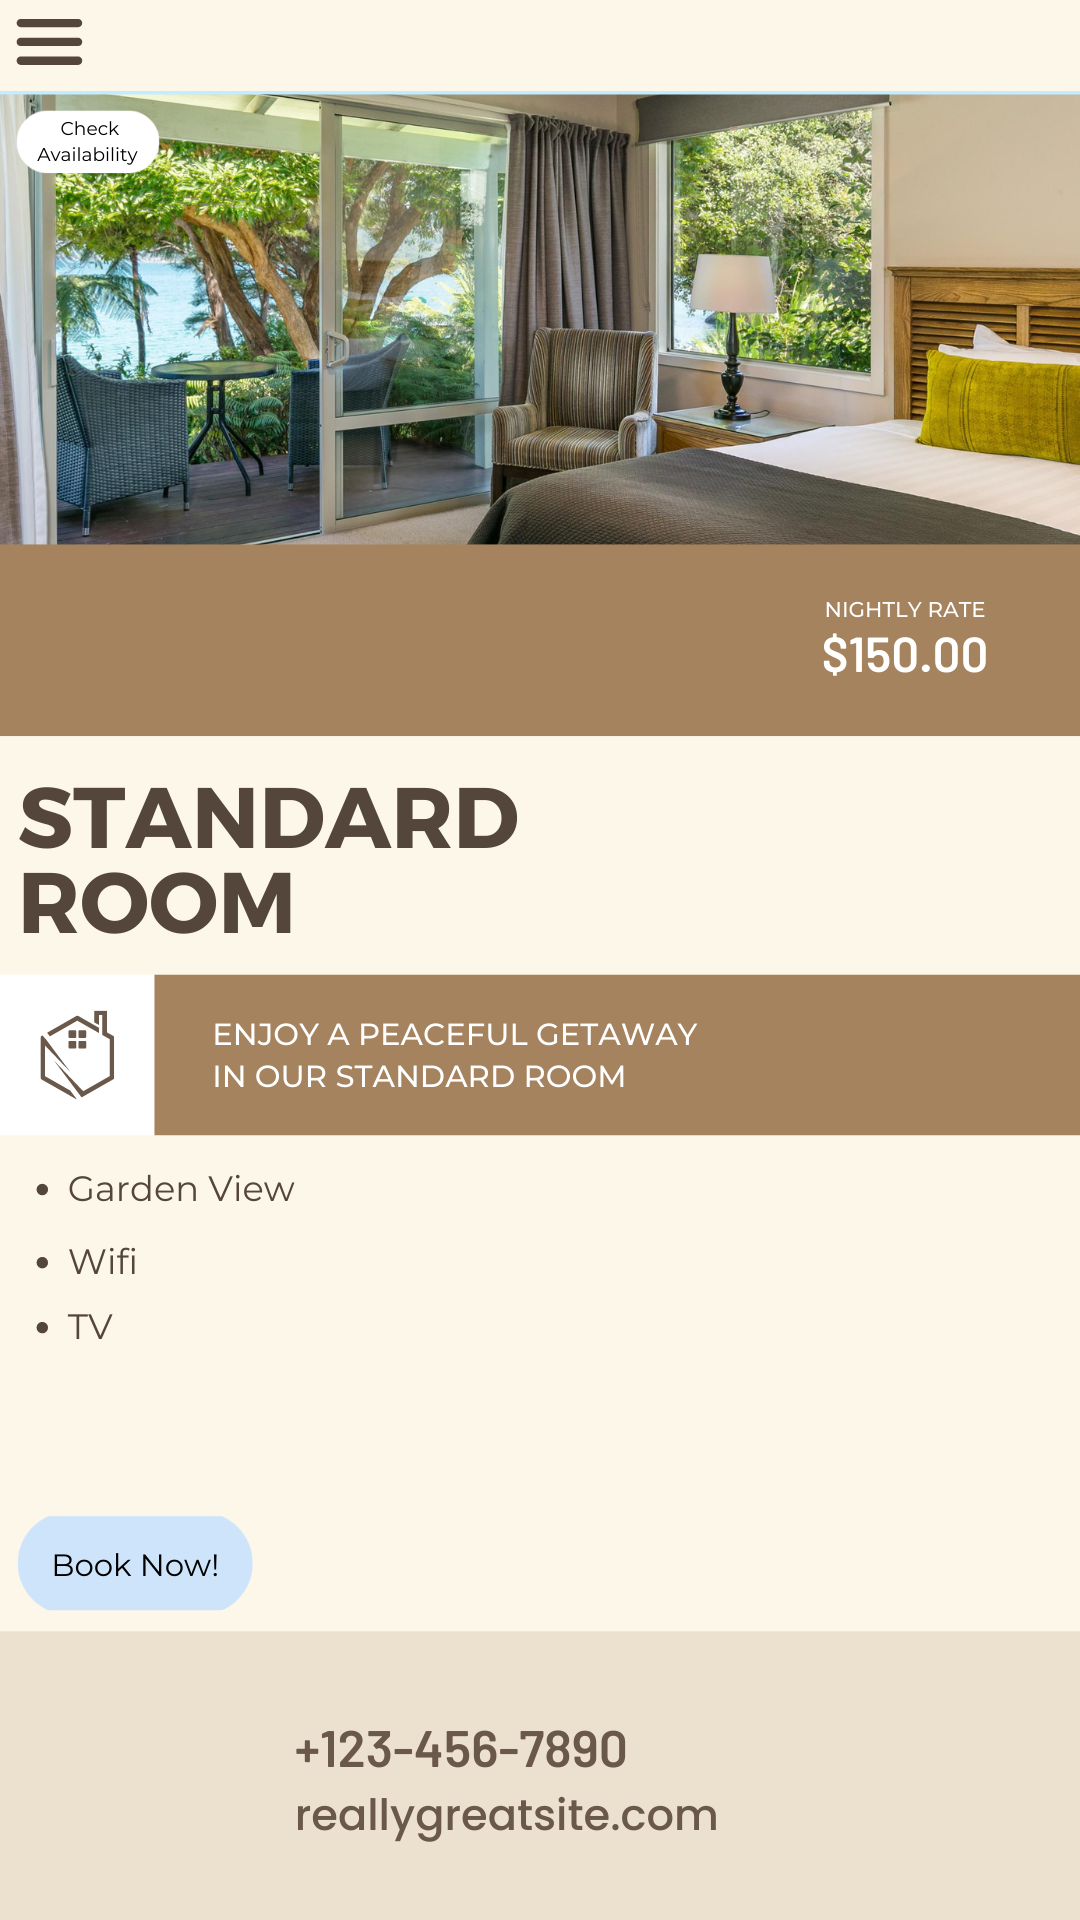 Check
Availability
NIGHTLY RATE
$150.00
STANDARD
ROOM
ENJOY A PEACEFUL GETAWAY
IN OUR STANDARD ROOM
• Garden View
• Wifi
• TV
Book Now!
+123-456-7890
reallygreatsite.com